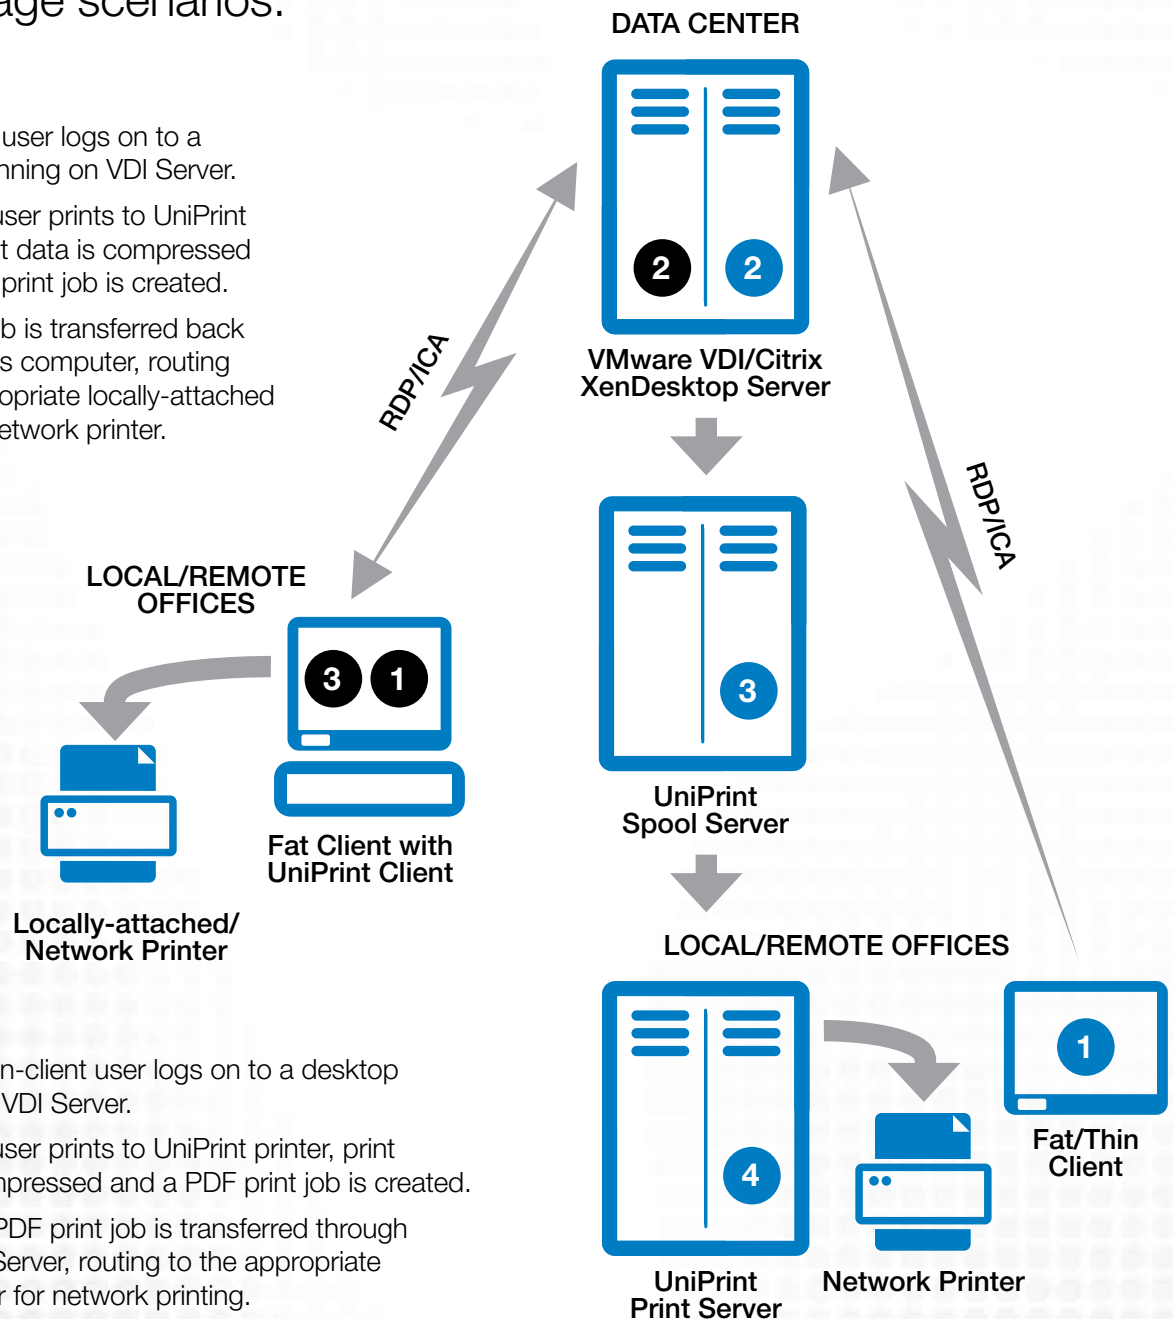 age scenarios.
user logs on to a
nning on VDI Server.
user prints to UniPrint
t data is compressed
print job is created.
b is transferred back
s computer, routing
opriate locally-attached
etwork printer.
DATA CENTER
2
2
VMware VDI/Citrix
XenDesktop Server
RDP/ICA
RDP/ICA
3
UniPrint
Spool Server
LOCAL/REMOTE
OFFICES
3
1
Fat Client with
UniPrint Client
Locally-attached/
Network Printer
LOCAL/REMOTE OFFICES
4
UniPrint
Print Server
Network Printer
1
Fat/Thin
Client
n-client user logs on to a desktop
VDI Server.
user prints to UniPrint printer, print
mpressed and a PDF print job is created.
PDF print job is transferred through
Server, routing to the appropriate
r for network printing.